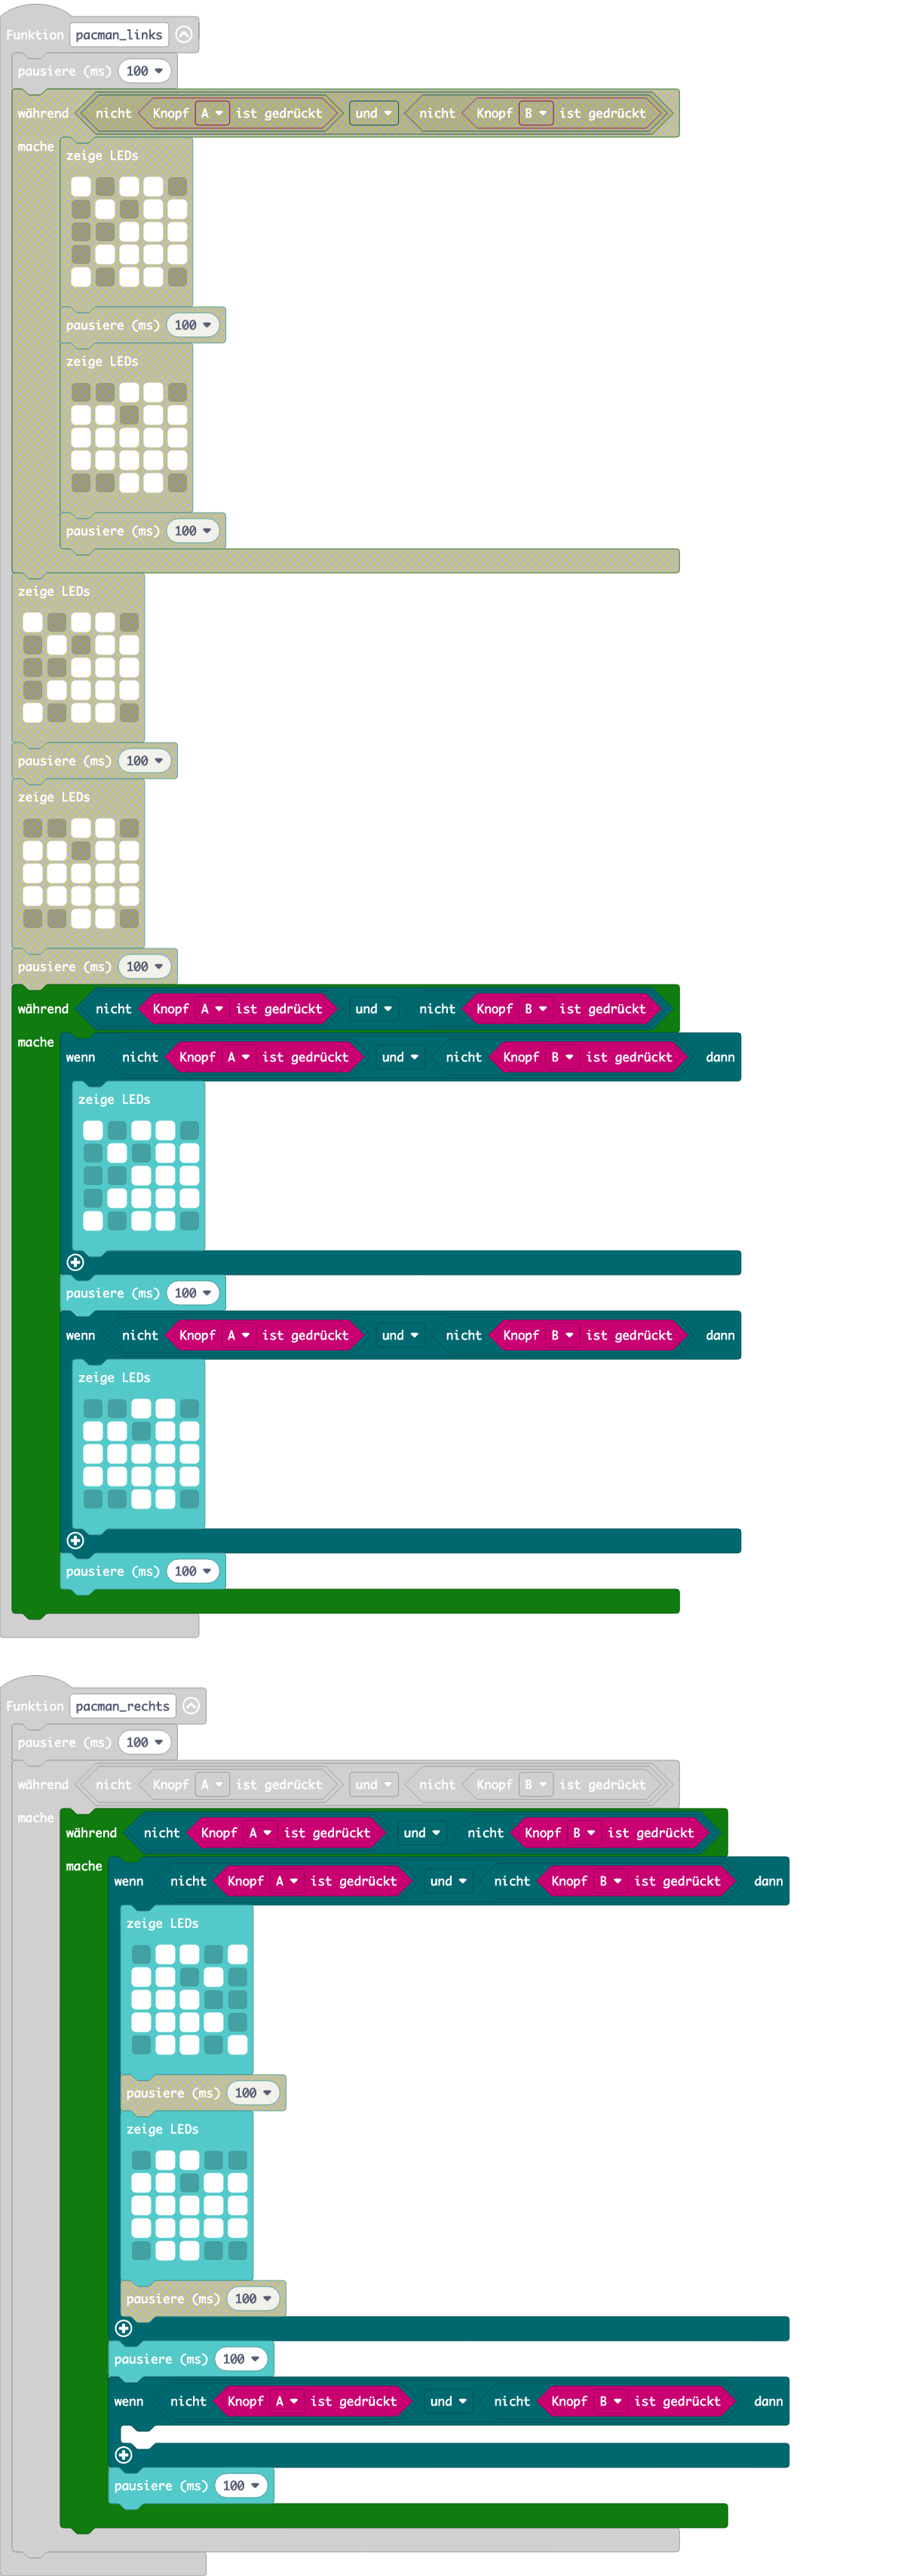 Funktion pacman_links
pausiere (ms) 100
während nicht Knopf A ist gedrückt und nicht Knopf B ist gedrückt
mache
zeige LEDs
pausiere (ms) 100
zeige LEDs
pausiere (ms) 100
zeige LEDs
pausiere (ms) 100
zeige LEDs
pausiere (ms) 100
während nicht Knopf A ist gedrückt und nicht Knopf B ist gedrückt
mache
wenn nicht Knopf A ist gedrückt und nicht Knopf B ist gedrückt dann
zeige LEDs
pausiere (ms) 100
wenn nicht Knopf A ist gedrückt und nicht Knopf B ist gedrückt dann
zeige LEDs
pausiere (ms) 100
Funktion pacman_rechts
pausiere (ms) 100
während nicht Knopf A ist gedrückt und nicht Knopf B ist gedrückt
mache
während nicht Knopf A ist gedrückt und nicht Knopf B ist gedrückt
mache
wenn nicht Knopf A ist gedrückt und nicht Knopf B ist gedrückt dann
zeige LEDs
pausiere (ms) 100
zeige LEDs
pausiere (ms) 100
pausiere (ms) 100
wenn nicht Knopf A ist gedrückt und nicht Knopf B ist gedrückt dann
pausiere (ms) 100